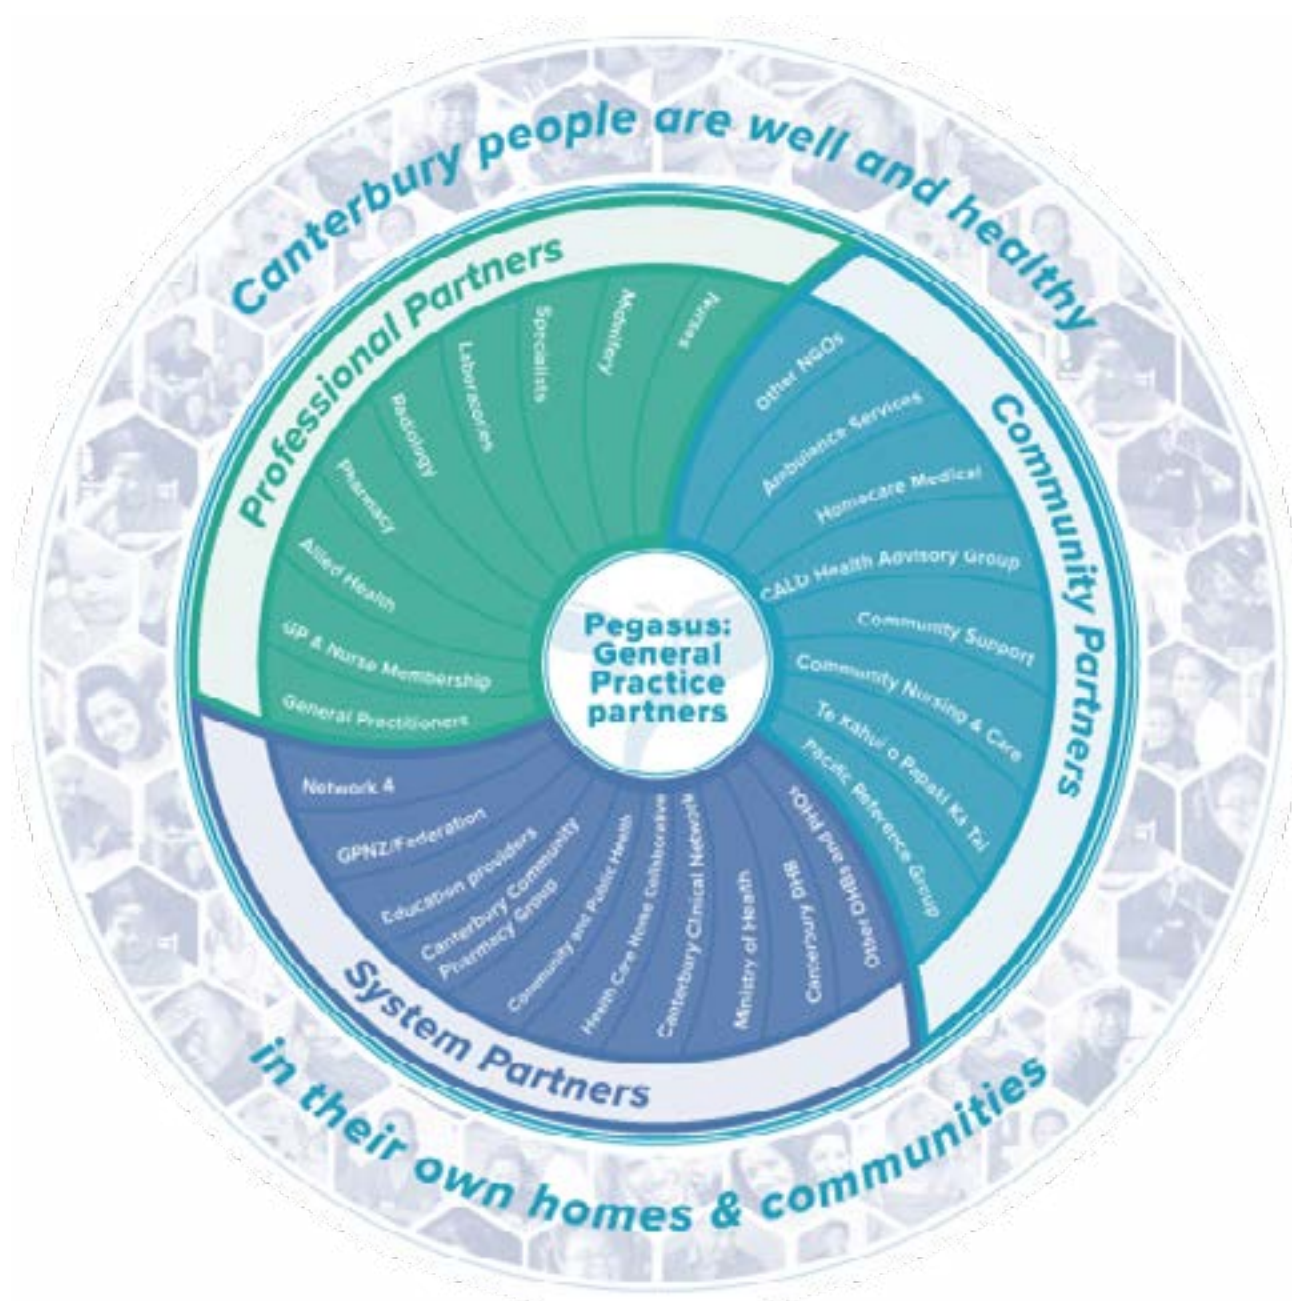 Canterbury people are well and healthy
in their own homes & communities
Professional Partners
Nurses
Midwifery
Specialists
Laboratories
Radiology
Pharmacy
Allied Health
GP & Nurse Membership
General Practitioners
Community Partners
Other NGOs
Ambulance Services
Homecare Medical
CALD Health Advisory Group
Community Support
Community Nursing & Care
Te Kahui o Papaki Kā Tai
Pacific Reference Group
System Partners
Other DHBs and PHOs
Canterbury DHB
Ministry of Health
Canterbury Clinical Network
Health Care Home Collaborative
Community and Public Health
Canterbury Community
Pharmacy Group
Education providers
GPNZ/Federation
Network 4
Pegasus:
General
Practice
partners